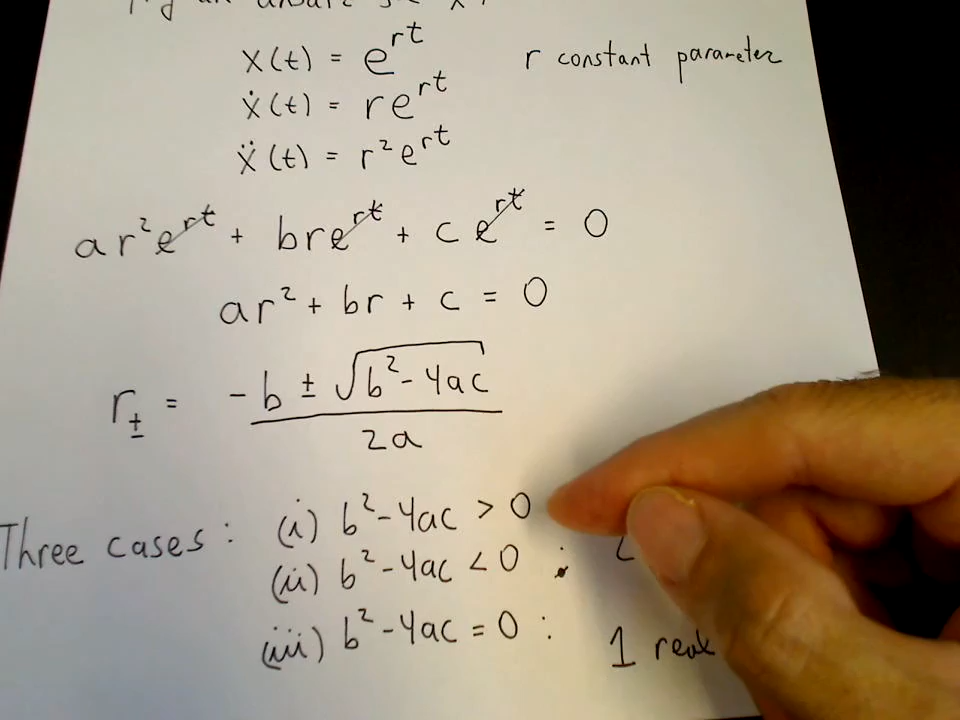 x(t) = e^{rt} r constant parameter
ẋ(t) = re^{rt}
ẍ(t) = r²e^{rt}
ar²e^{rt} + bre^{rt} + ce^{rt} = 0
ar² + br + c = 0
r± = (-b ± √(b²-4ac)) / 2a
Three cases: (i) b²-4ac > 0
(ii) b²-4ac < 0 :
(iii) b²-4ac = 0 : 1 real